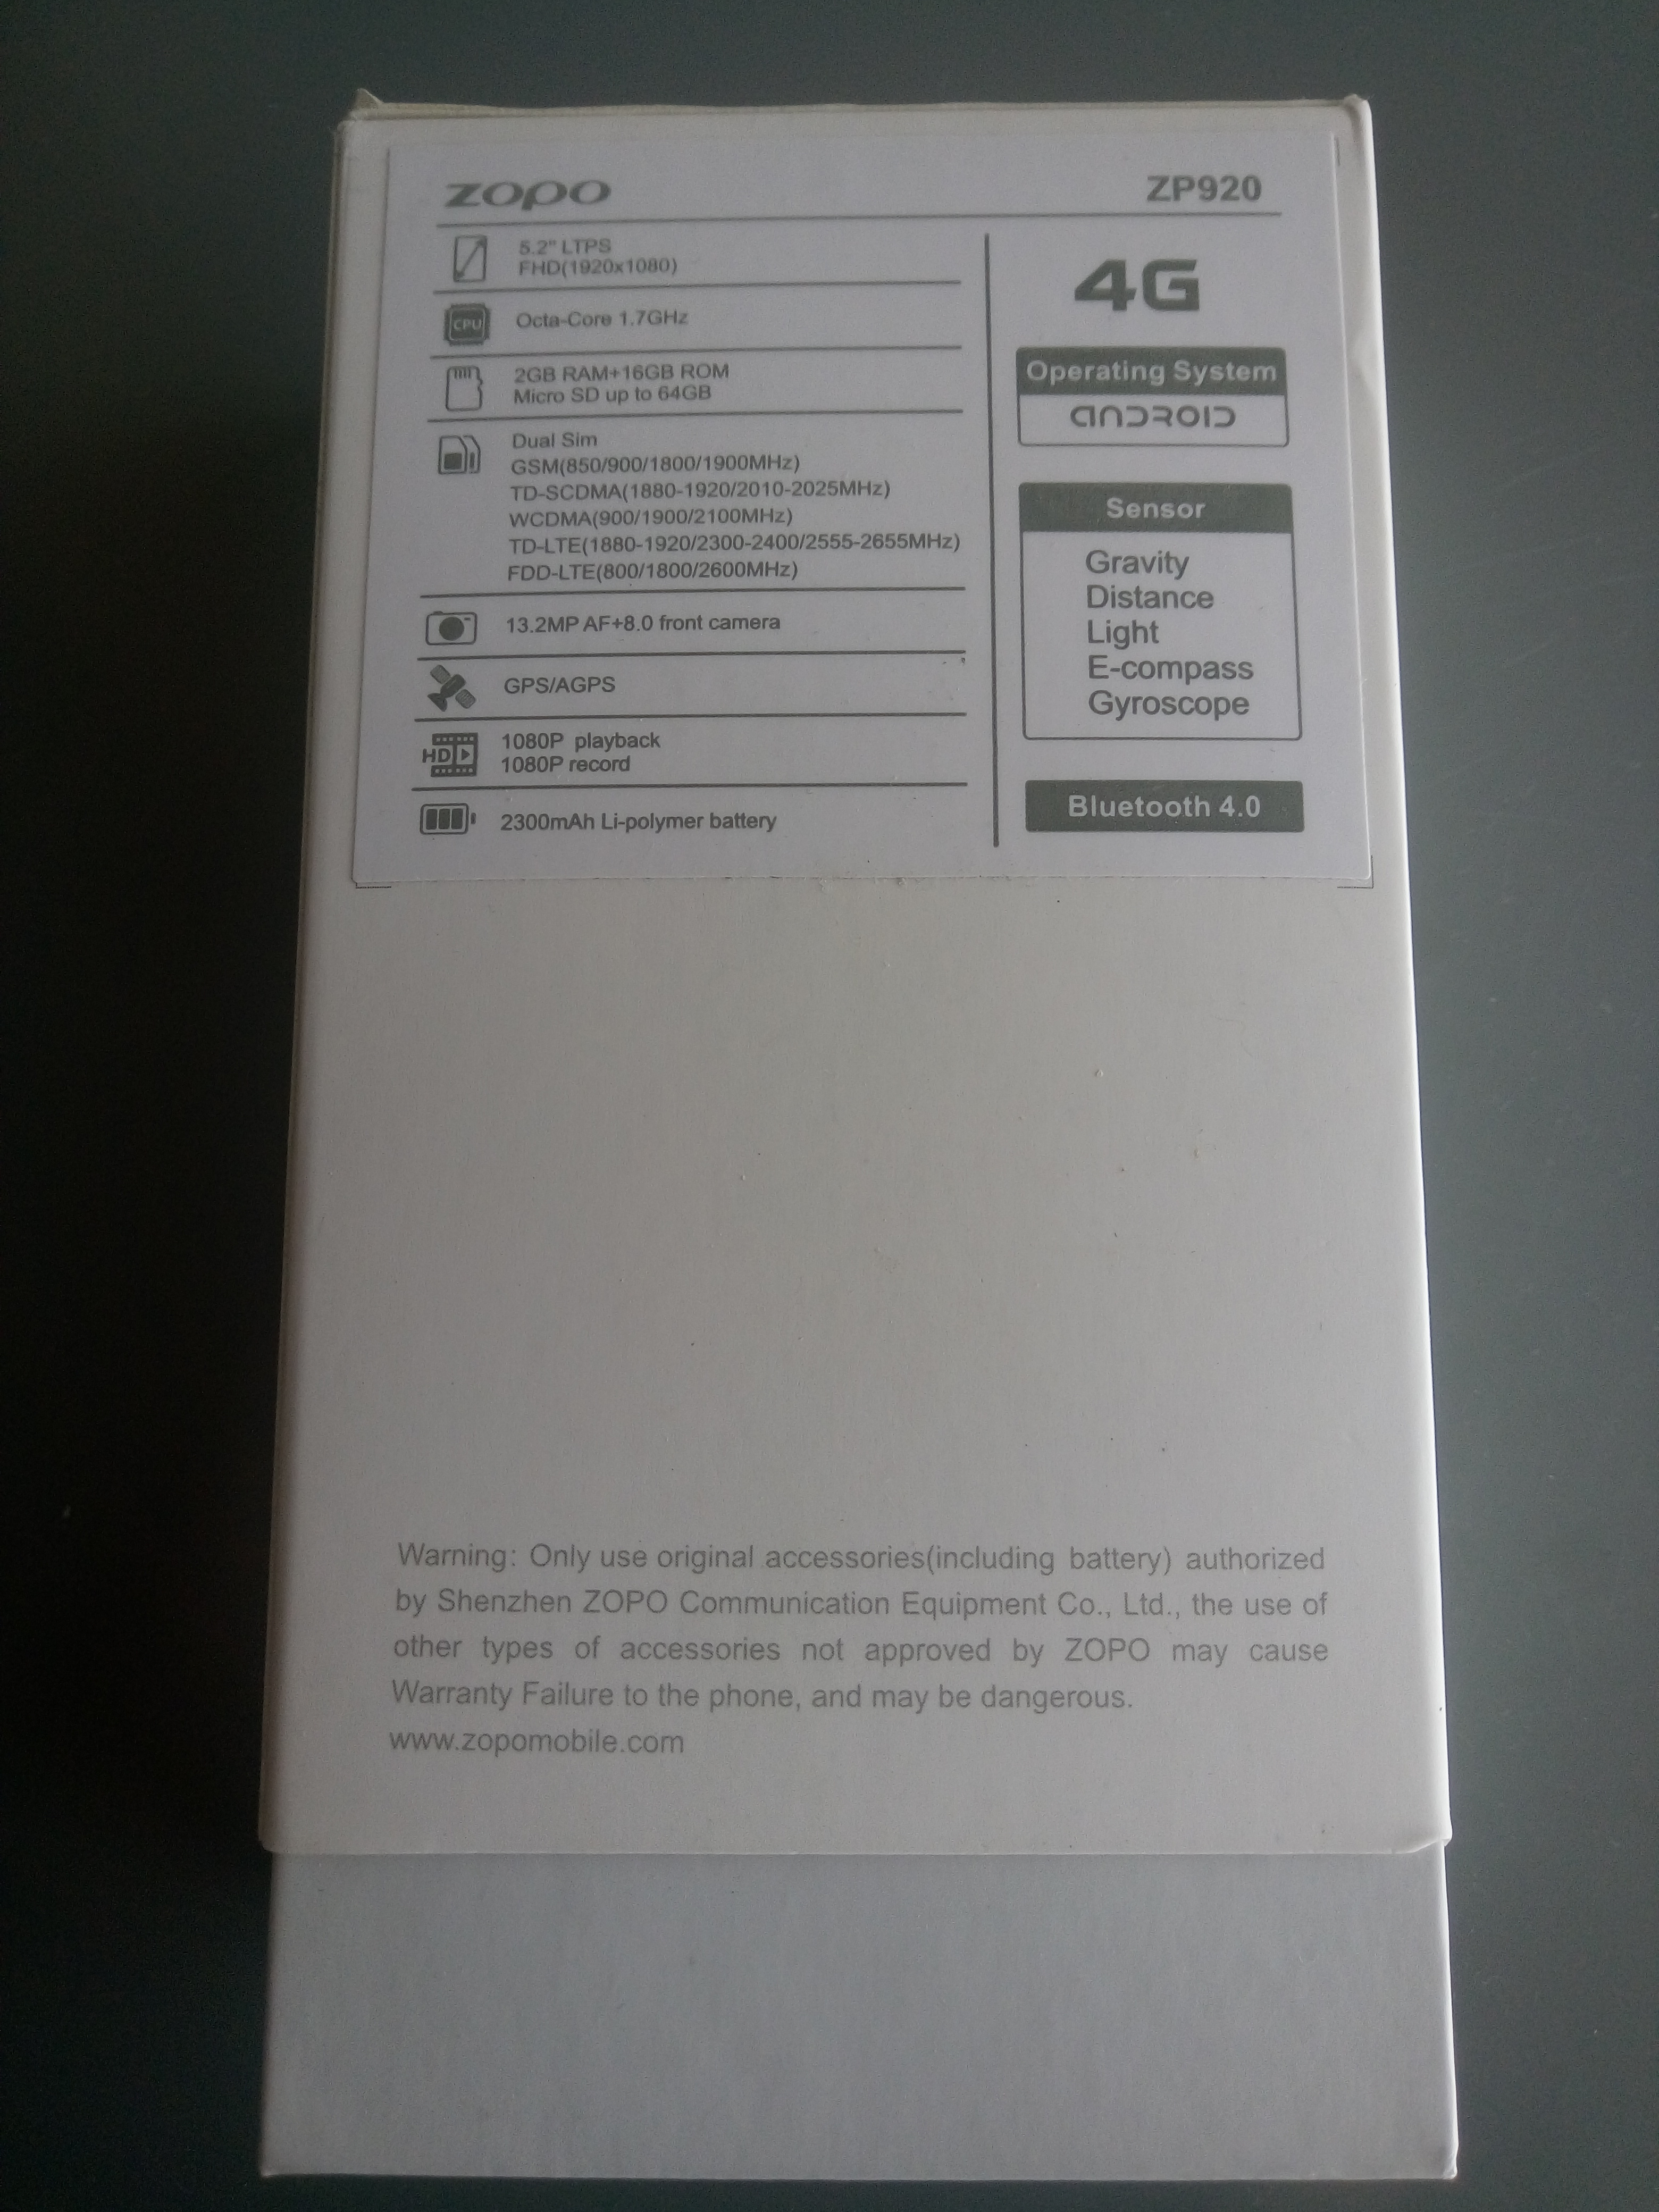 ZOPO ZP920
5.2" LTPS
FHD(1920x1080)
CPU
Octa-Core 1.7GHz
2GB RAM+16GB ROM
Micro SD up to 64GB
Dual Sim
GSM(850/900/1800/1900MHz)
TD-SCDMA(1880-1920/2010-2025MHz)
WCDMA(900/1900/2100MHz)
TD-LTE(1880-1920/2300-2400/2555-2655MHz)
FDD-LTE(800/1800/2600MHz)
13.2MP AF+8.0 front camera
GPS/AGPS
HD
1080P playback
1080P record
2300mAh Li-polymer battery
4G
Operating System
ANDROID
Sensor
Gravity
Distance
Light
E-compass
Gyroscope
Bluetooth 4.0
Warning: Only use original accessories(including battery) authorized
by Shenzhen ZOPO Communication Equipment Co., Ltd., the use of
other types of accessories not approved by ZOPO may cause
Warranty Failure to the phone, and may be dangerous.
www.zopomobile.com